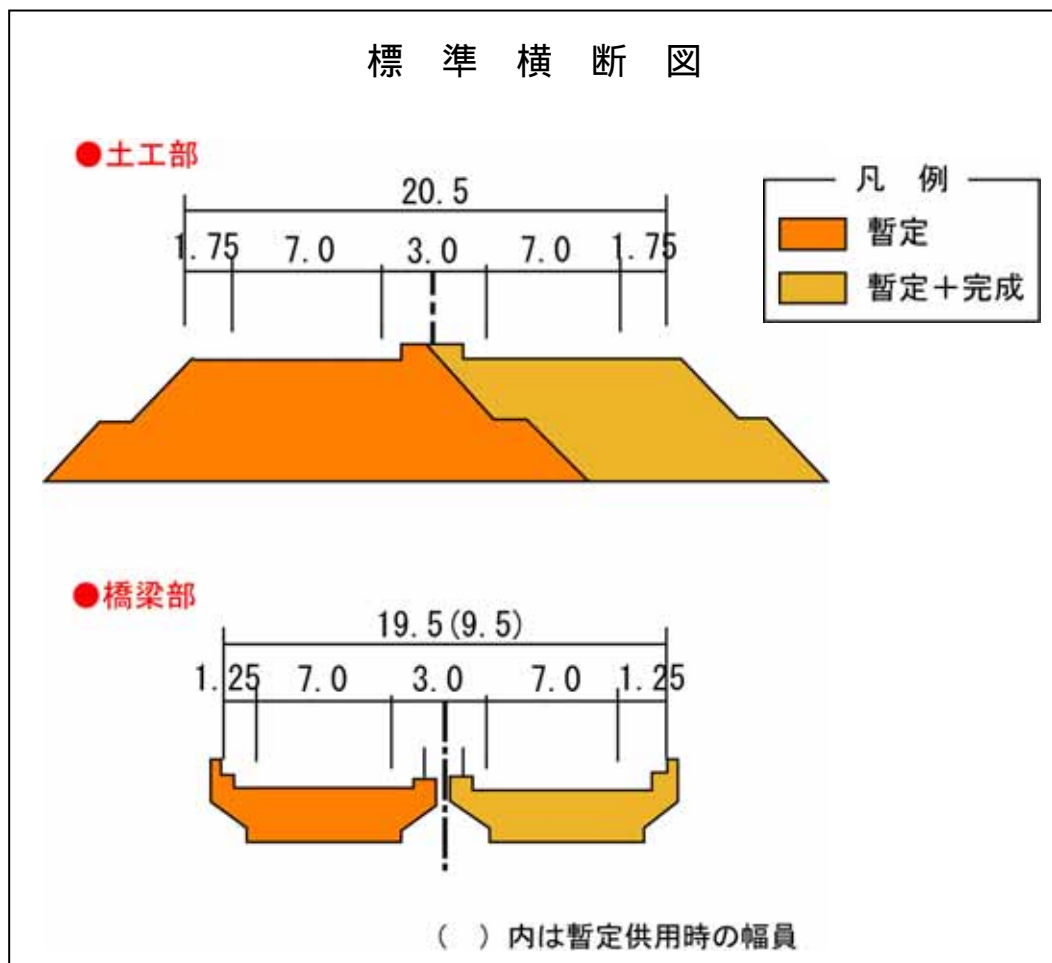 標 準 横 断 図
●土工部
20.5
1.75 7.0 3.0 7.0 1.75
凡 例
暫定
暫定＋完成
●橋梁部
19.5(9.5)
1.25 7.0 3.0 7.0 1.25
（ ）内は暫定供用時の幅員